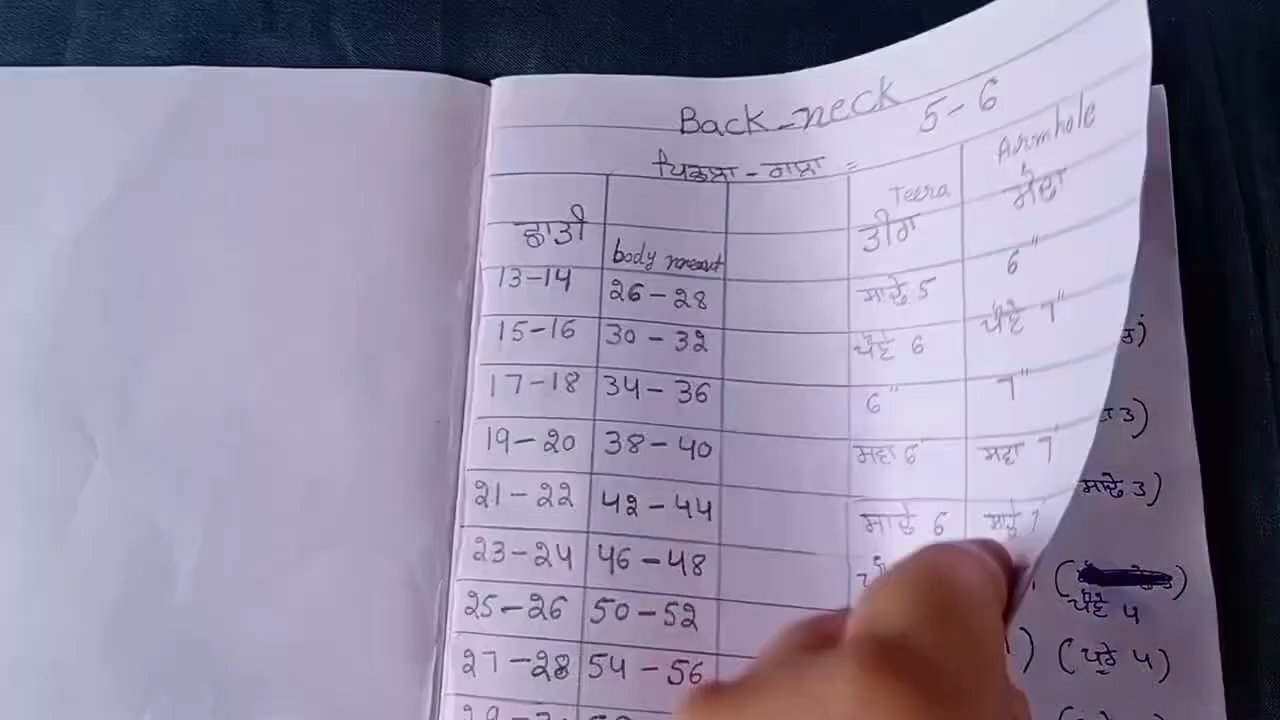 Back-neck 5-6
ਪਿਛਲਾ-ਗਲਾ =
Teera Armhole
ਛਾਤੀ body ਤੀਰਾ ਮੋਢਾ
13-14 26-28 ਸਾਢੇ 5 6"
15-16 30-32 ਪੌਣੇ 6 ਪੌਣੇ 7"
17-18 34-36 6" 7"
19-20 38-40 ਸਵਾ 6 ਸਵਾ 7
21-22 42-44 ਸਾਢੇ 6 ਸਾਢੇ 7
23-24 46-48
25-26 50-52
27-28 54-56
3)
ਸਾਢੇ 3)
ਪੌਣੇ 4
(ਪੂਰੇ 4)